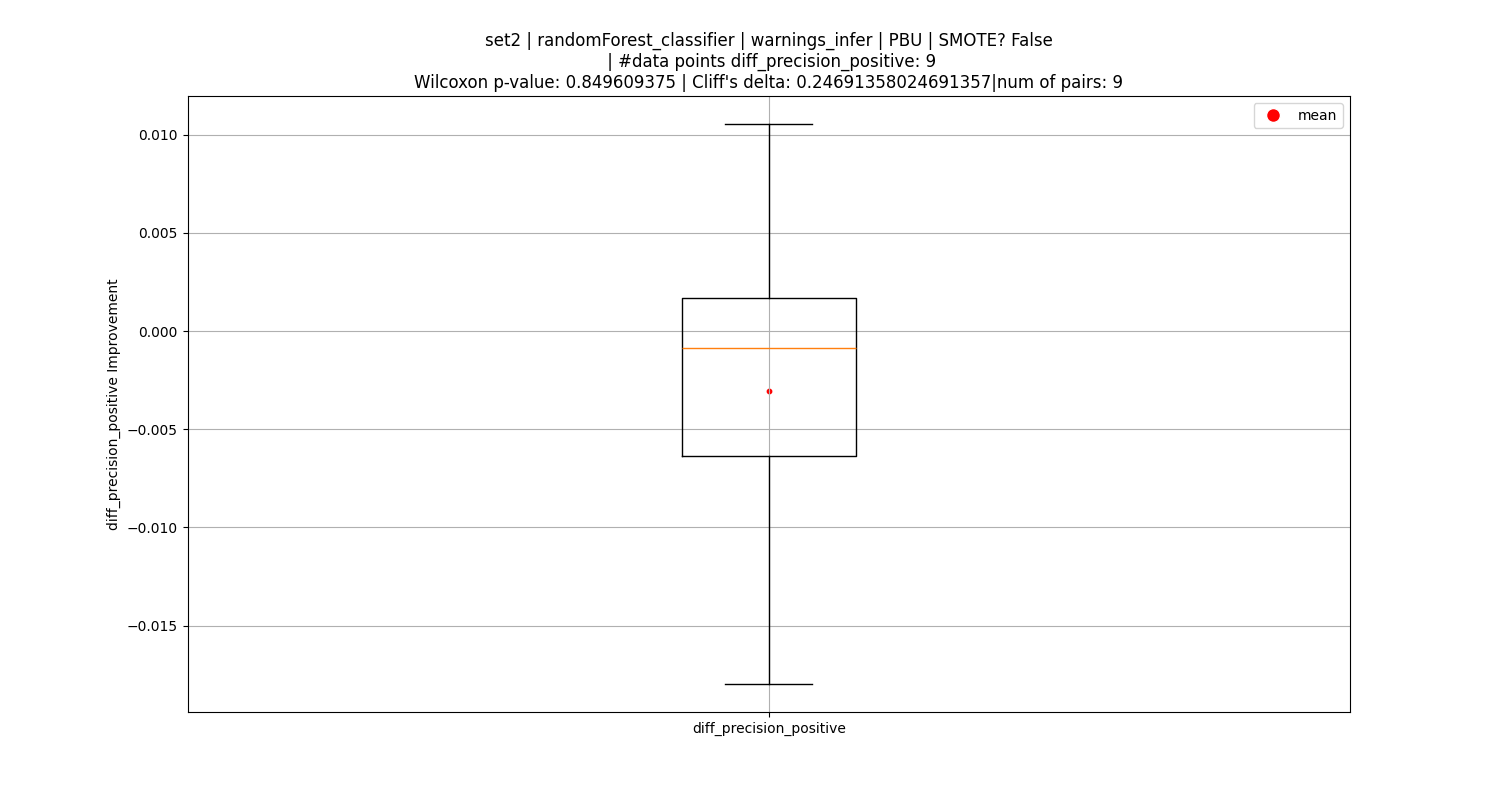 set2 | randomForest_classifier | warnings_infer | PBU | SMOTE? False
| #data points diff_precision_positive: 9
Wilcoxon p-value: 0.849609375 | Cliff's delta: 0.24691358024691357|num of pairs: 9
mean
0.010
0.005
0.000
−0.005
−0.010
−0.015
diff_precision_positive Improvement
diff_precision_positive